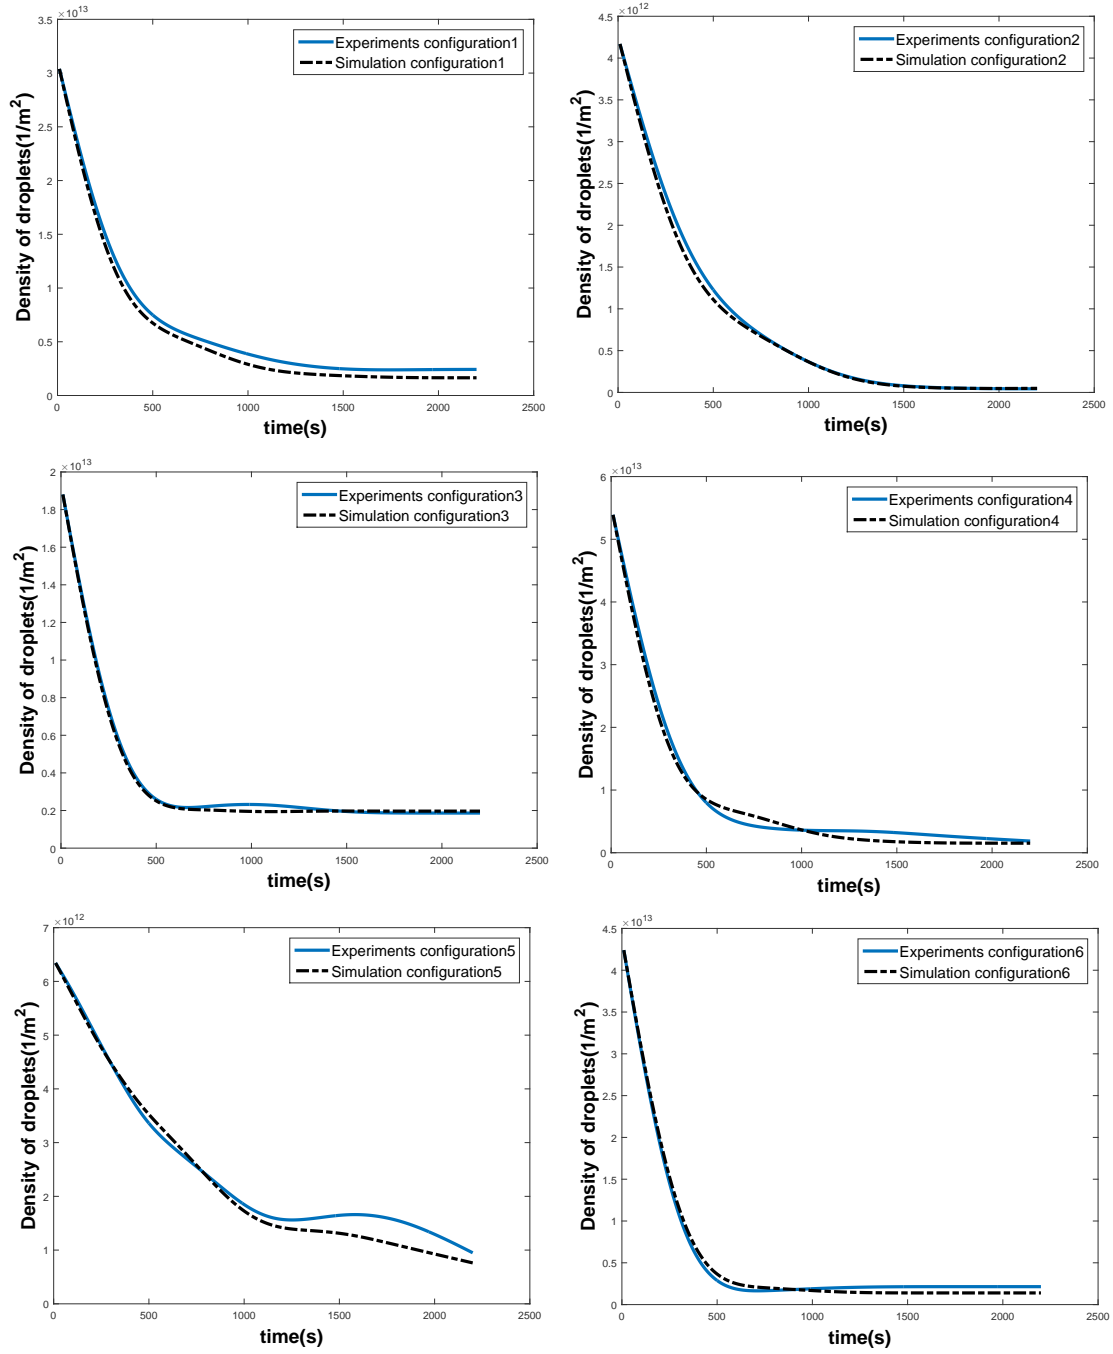 ×10^13
3.5
3
2.5
2
1.5
1
0.5
0
0 500 1000 1500 2000 2500
Density of droplets(1/m^2)
time(s)
Experiments configuration1
Simulation configuration1
×10^12
4.5
4
3.5
3
2.5
2
1.5
1
0.5
0
0 500 1000 1500 2000 2500
Density of droplets(1/m^2)
time(s)
Experiments configuration2
Simulation configuration2
×10^13
2
1.8
1.6
1.4
1.2
1
0.8
0.6
0.4
0.2
0
0 500 1000 1500 2000 2500
Density of droplets(1/m^2)
time(s)
Experiments configuration3
Simulation configuration3
×10^13
6
5
4
3
2
1
0
0 500 1000 1500 2000 2500
Density of droplets(1/m^2)
time(s)
Experiments configuration4
Simulation configuration4
×10^12
7
6
5
4
3
2
1
0
0 500 1000 1500 2000 2500
Density of droplets(1/m^2)
time(s)
Experiments configuration5
Simulation configuration5
×10^13
4.5
4
3.5
3
2.5
2
1.5
1
0.5
0
0 500 1000 1500 2000 2500
Density of droplets(1/m^2)
time(s)
Experiments configuration6
Simulation configuration6